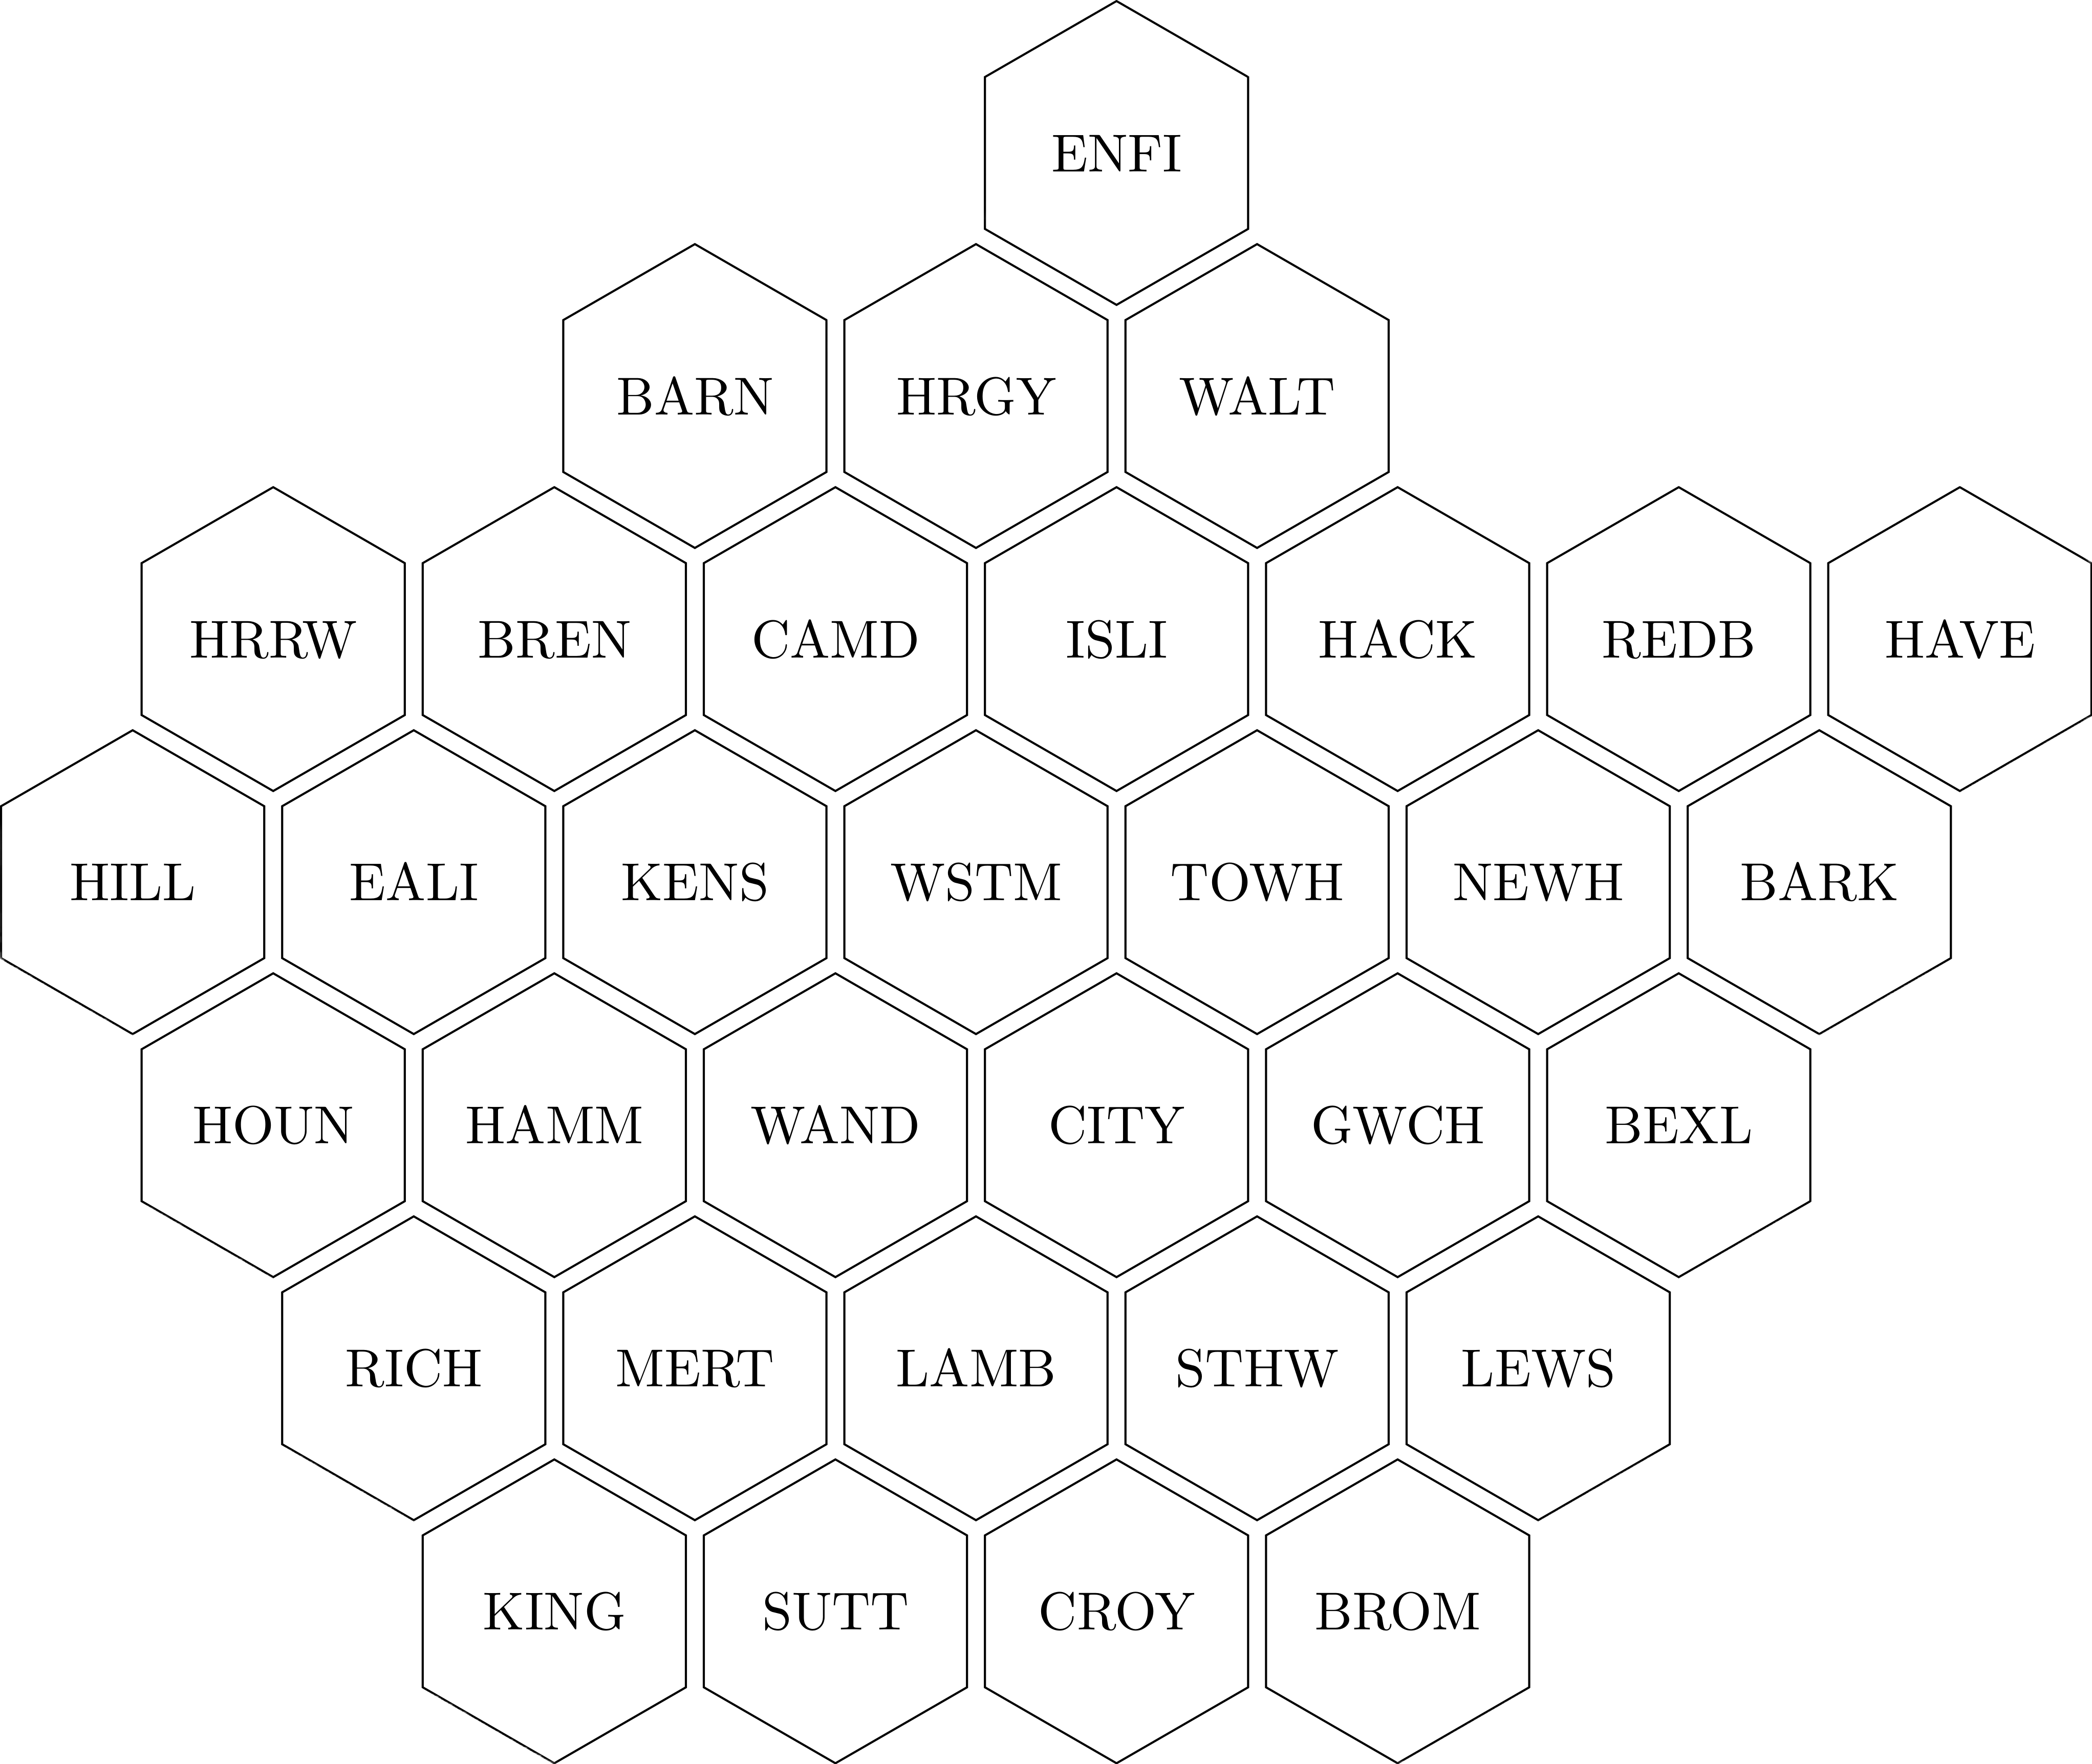 ENFI
BARN HRGY WALT
HRRW BREN CAMD ISLI HACK REDB HAVE
HILL EALI KENS WSTM TOWH NEWH BARK
HOUN HAMM WAND CITY GWCH BEXL
RICH MERT LAMB STHW LEWS
KING SUTT CROY BROM